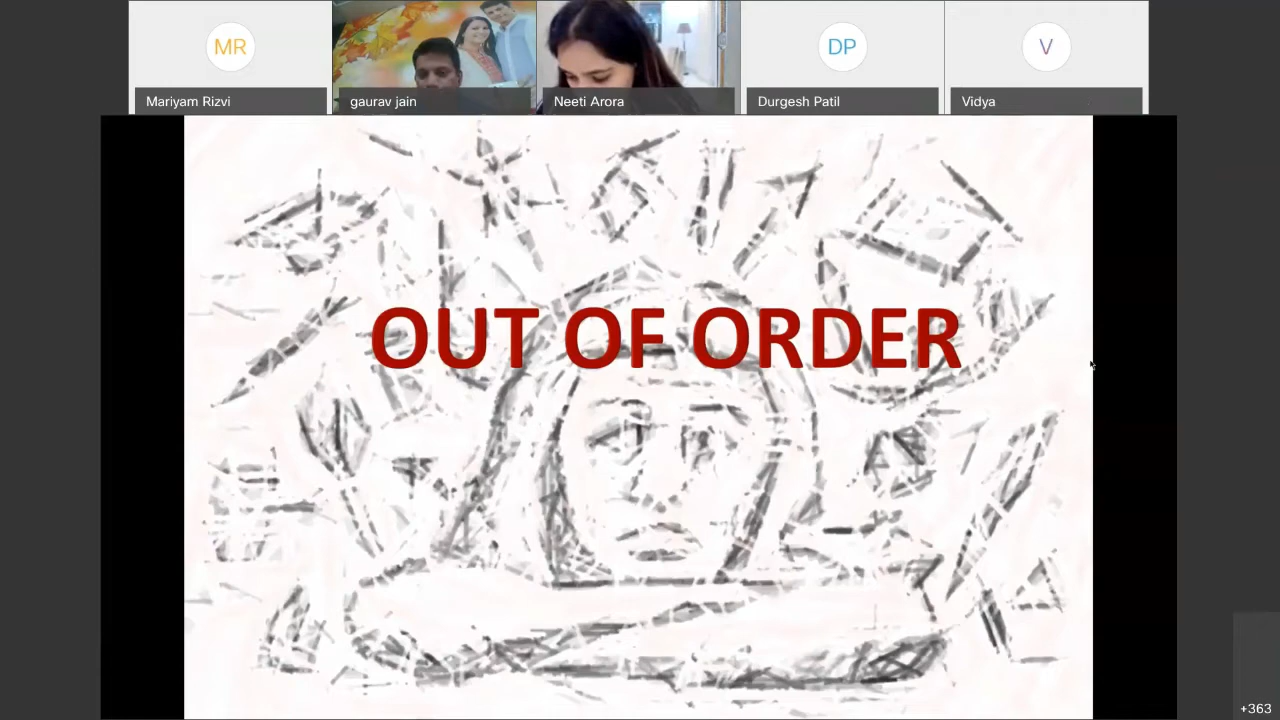 MR
DP
V
Mariyam Rizvi
gaurav jain
Neeti Arora
Durgesh Patil
Vidya
OUT OF ORDER
+363